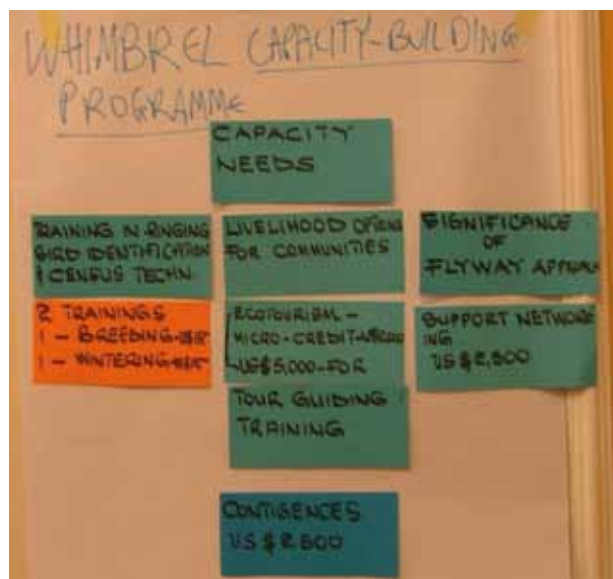 WHIMBREL CAPACITY-BUILDING
PROGRAMME
CAPACITY
NEEDS
TRAINING IN RINGING
BIRD IDENTIFICATION
& CENSUS TECHN.
LIVELIHOOD OPTIONS
FOR COMMUNITIES
SIGNIFICANCE
OF
FLYWAY
2 TRAININGS
1 - BREEDING
1 - WINTERING
ECOTOURISM -
MICRO-CREDIT
US$5,000-FOR
TOUR GUIDING
TRAINING
SUPPORT NETWORK
ING
US$2,500
CONTIGENCES
US$2500